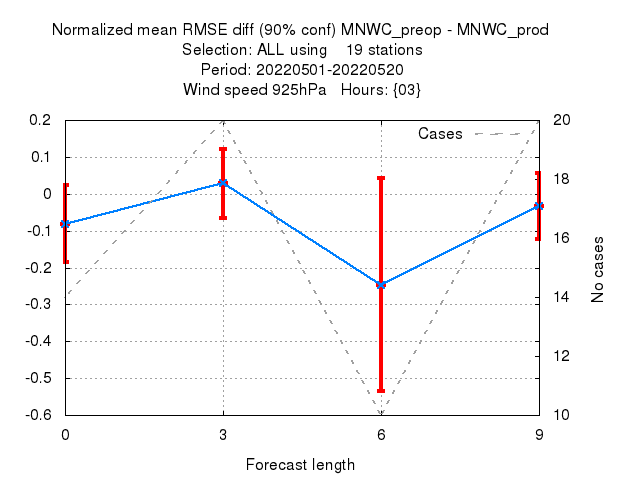 Normalized mean RMSE diff (90% conf) MNWC_preop - MNWC_prod
Selection: ALL using 19 stations
Period: 20220501-20220520
Wind speed 925hPa Hours: {03}
Cases
0.2
0.1
0
-0.1
-0.2
-0.3
-0.4
-0.5
-0.6
20
18
16
14
12
10
No cases
0 3 6 9
Forecast length